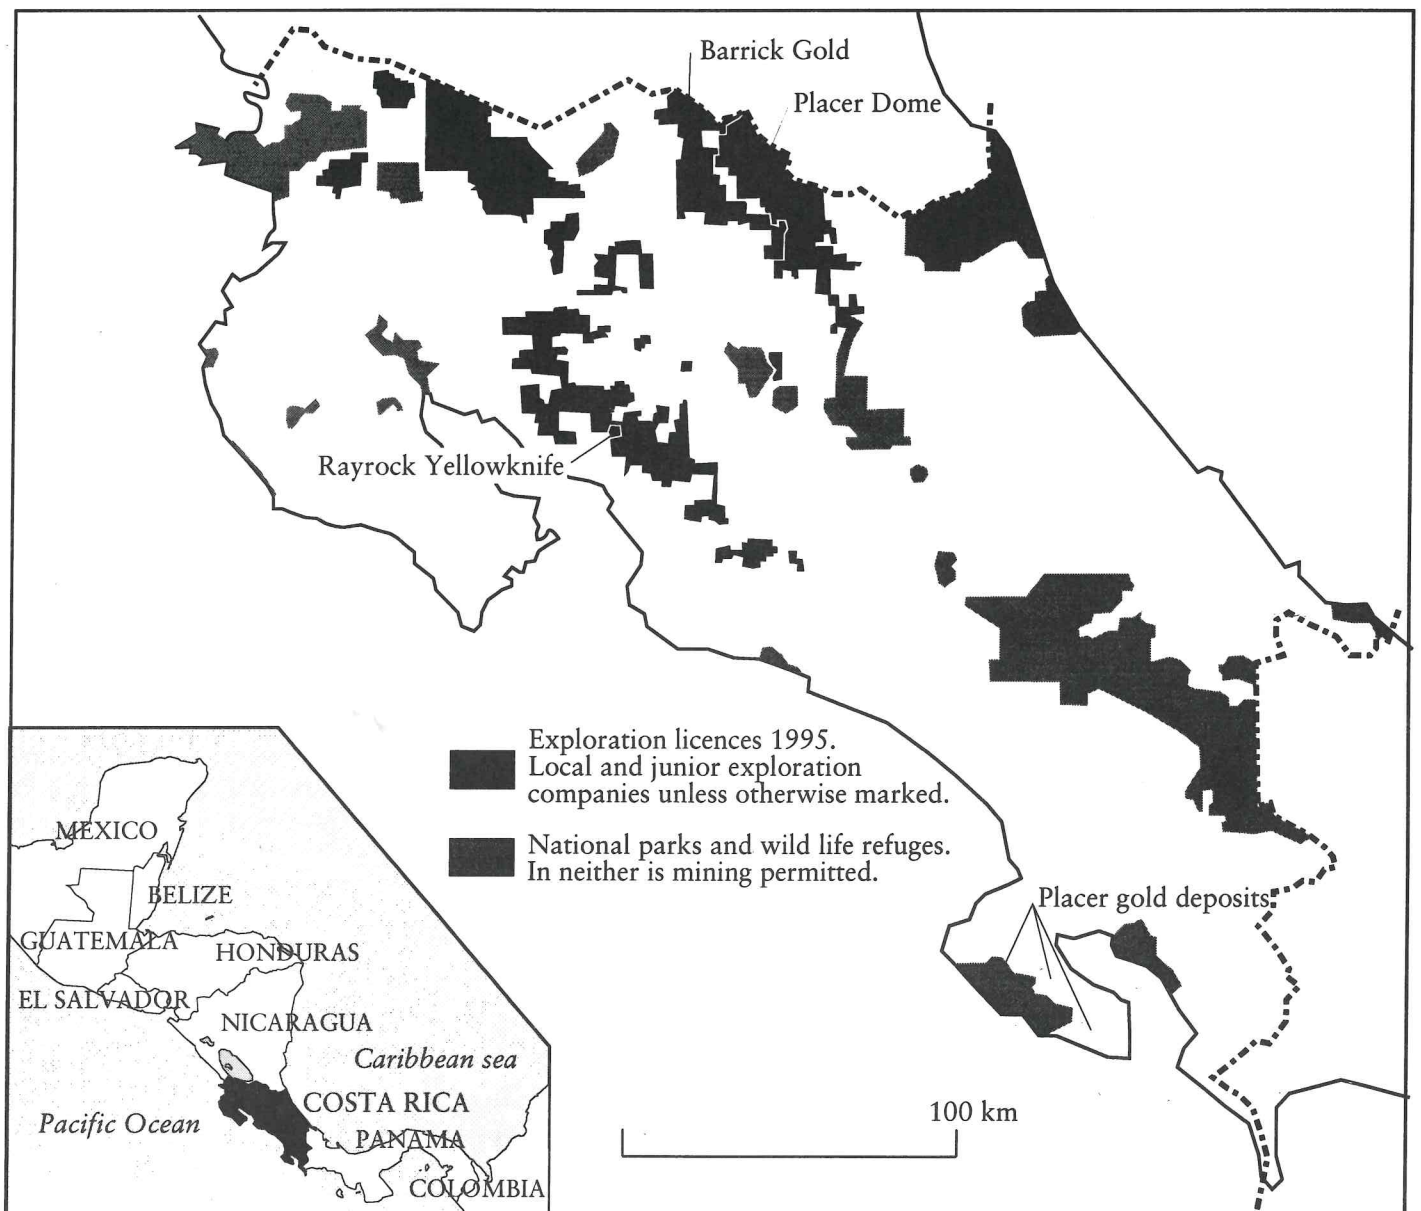 Barrick Gold
Placer Dome
Rayrock Yellowknife
Exploration licences 1995.
Local and junior exploration
companies unless otherwise marked.
National parks and wild life refuges.
In neither is mining permitted.
Placer gold deposits
100 km
MEXICO
BELIZE
GUATEMALA
HONDURAS
EL SALVADOR
NICARAGUA
Caribbean sea
COSTA RICA
Pacific Ocean
PANAMA
COLOMBIA